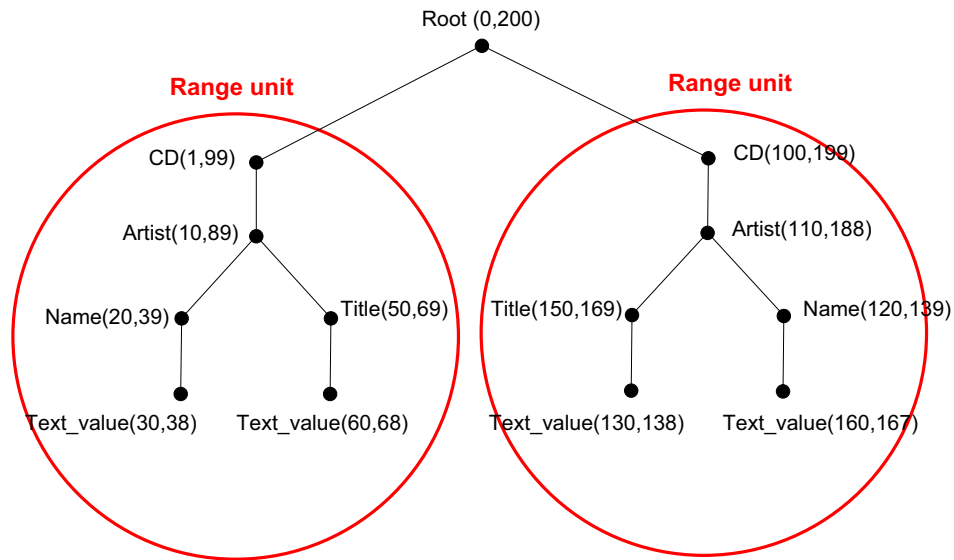 Root (0,200)
Range unit
Range unit
CD(1,99)
CD(100,199)
Artist(10,89)
Artist(110,188)
Name(20,39)
Title(50,69)
Title(150,169)
Name(120,139)
Text_value(30,38)
Text_value(60,68)
Text_value(130,138)
Text_value(160,167)